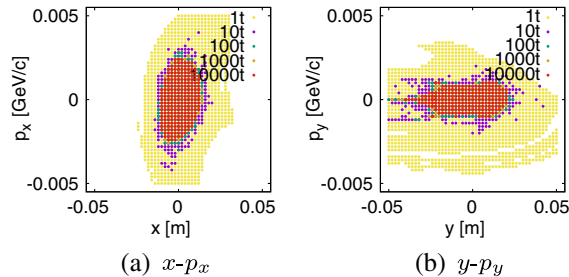 0.005
0
-0.005
p_x [GeV/c]
-0.05
0
0.05
x [m]
1t
10t
100t
1000t
10000t
(a) x-p_x
0.005
0
-0.005
p_y [GeV/c]
-0.05
0
0.05
y [m]
1t
10t
100t
1000t
10000t
(b) y-p_y